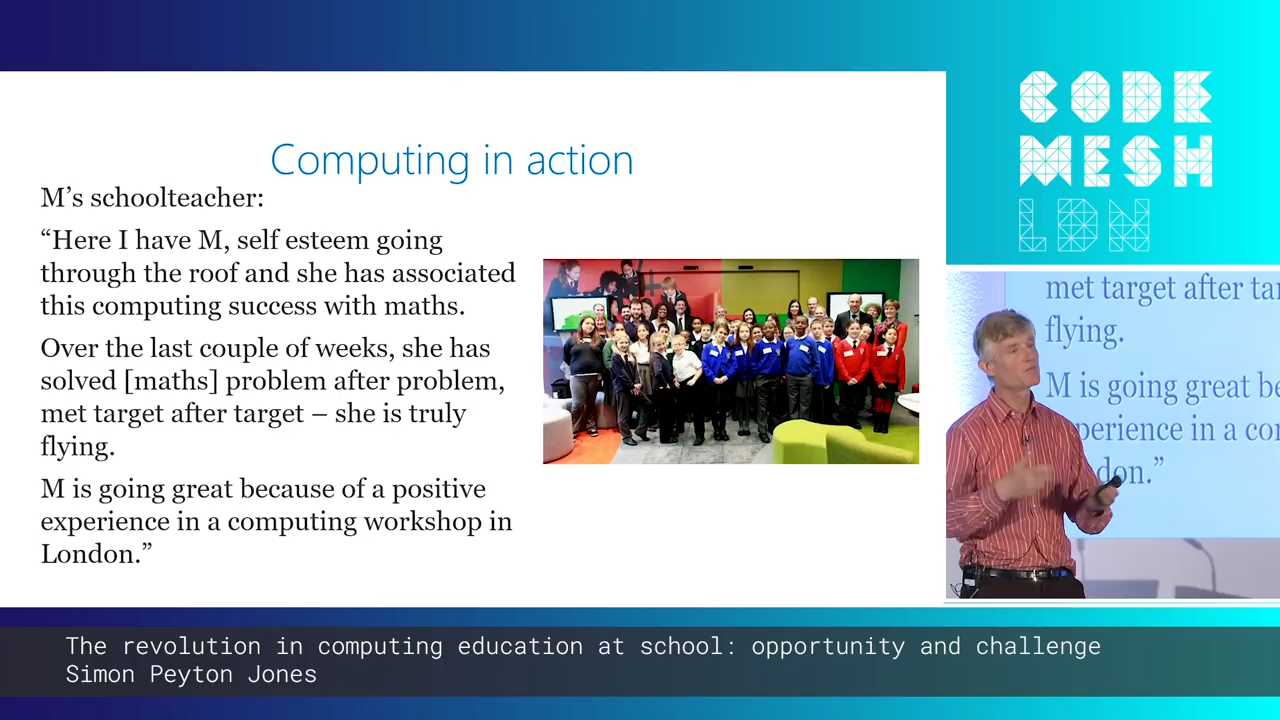 Computing in action
M’s schoolteacher:
“Here I have M, self esteem going
through the roof and she has associated
this computing success with maths.
Over the last couple of weeks, she has
solved [maths] problem after problem,
met target after target – she is truly
flying.
M is going great because of a positive
experience in a computing workshop in
London.”
CODE
MESH
LDN
met target after tar
flying.
M is going great be
perience in a co
don.”
The revolution in computing education at school: opportunity and challenge
Simon Peyton Jones